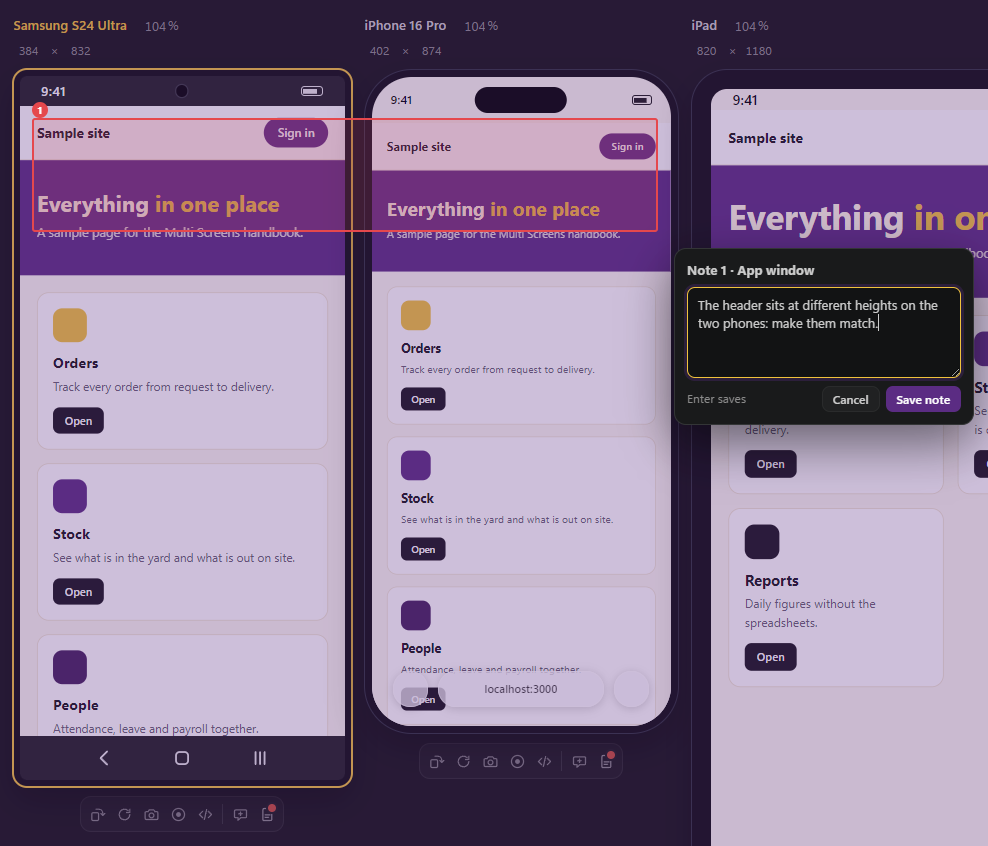 Samsung S24 Ultra 104 %
384 × 832
9:41
1
Sample site
Sign in
Everything in one place
A sample page for the Multi Screens handbook.
Orders
Track every order from request to delivery.
Open
Stock
See what is in the yard and what is out on site.
Open
People
Attendance, leave and payroll together.
iPhone 16 Pro 104 %
402 × 874
9:41
Sample site
Sign in
Everything in one place
A sample page for the Multi Screens handbook.
Orders
Track every order from request to delivery.
Open
Stock
See what is in the yard and what is out on site.
Open
People
Attendance, leave and payroll together.
Open
localhost:3000
iPad 104 %
820 × 1180
9:41
Sample site
Everything in or
Note 1 · App window
The header sits at different heights on the
two phones: make them match.
Enter saves
Cancel
Save note
delivery.
Open
St
Se
is c
Reports
Daily figures without the
spreadsheets.
Open